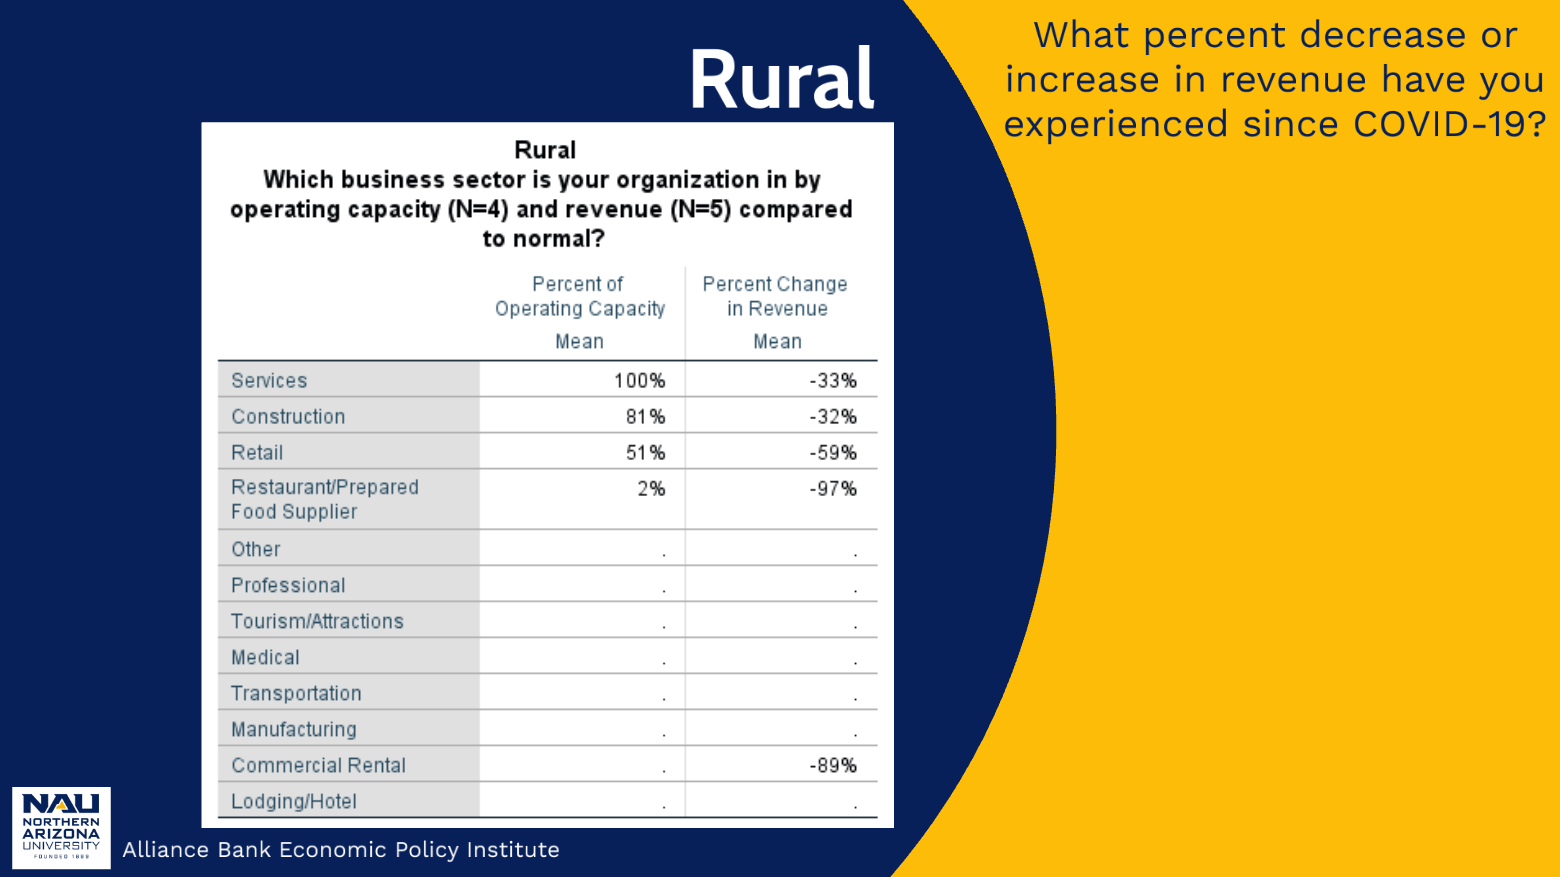 Rural
What percent decrease or
increase in revenue have you
experienced since COVID-19?
Rural
Which business sector is your organization in by
operating capacity (N=4) and revenue (N=5) compared
to normal?
Percent of
Operating Capacity
Percent Change
in Revenue
Mean Mean
Services 100% -33%
Construction 81% -32%
Retail 51% -59%
Restaurant/Prepared
Food Supplier 2% -97%
Other . .
Professional . .
Tourism/Attractions . .
Medical . .
Transportation . .
Manufacturing . .
Commercial Rental . -89%
Lodging/Hotel . .
NAU
NORTHERN
ARIZONA
UNIVERSITY
FOUNDED 1899
Alliance Bank Economic Policy Institute